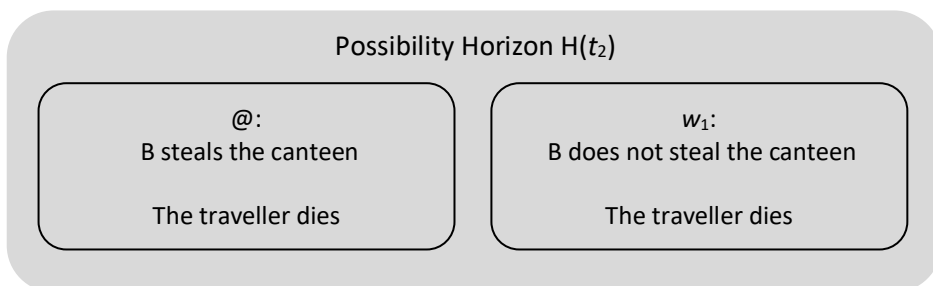 Possibility Horizon H(t₂)
@:
B steals the canteen
The traveller dies
w₁:
B does not steal the canteen
The traveller dies